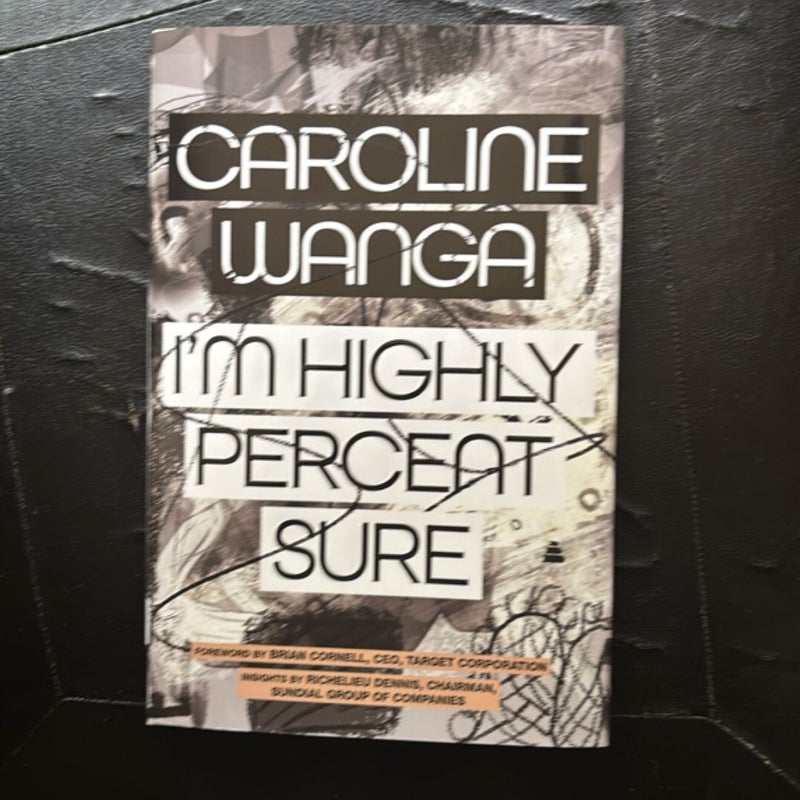 CAROLINE
WANGA
I'M HIGHLY
PERCENT
SURE
FOREWORD BY BRIAN CORNELL, CEO, TARGET CORPORATION
INSIGHTS BY RICHELIEU DENNIS, CHAIRMAN,
SUNDIAL GROUP OF COMPANIES